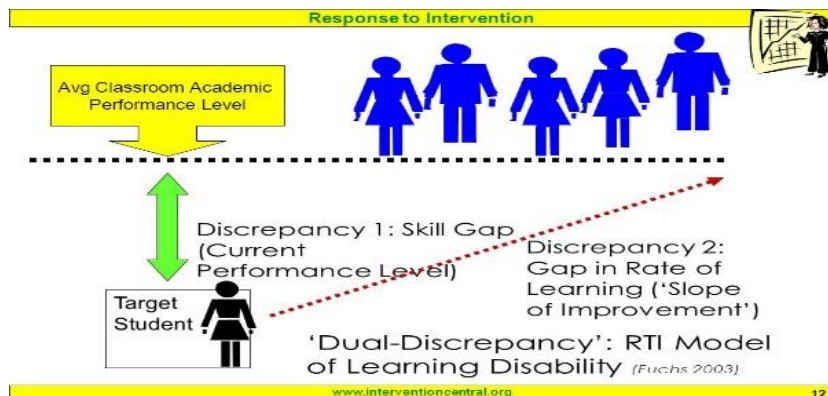 Response to Intervention
Avg Classroom Academic
Performance Level
Discrepancy 1: Skill Gap
(Current
Performance Level)
Discrepancy 2:
Gap in Rate of
Learning (‘Slope
of Improvement’)
Target
Student
‘Dual-Discrepancy’: RTI Model
of Learning Disability (Fuchs 2003)
www.interventioncentral.org
12